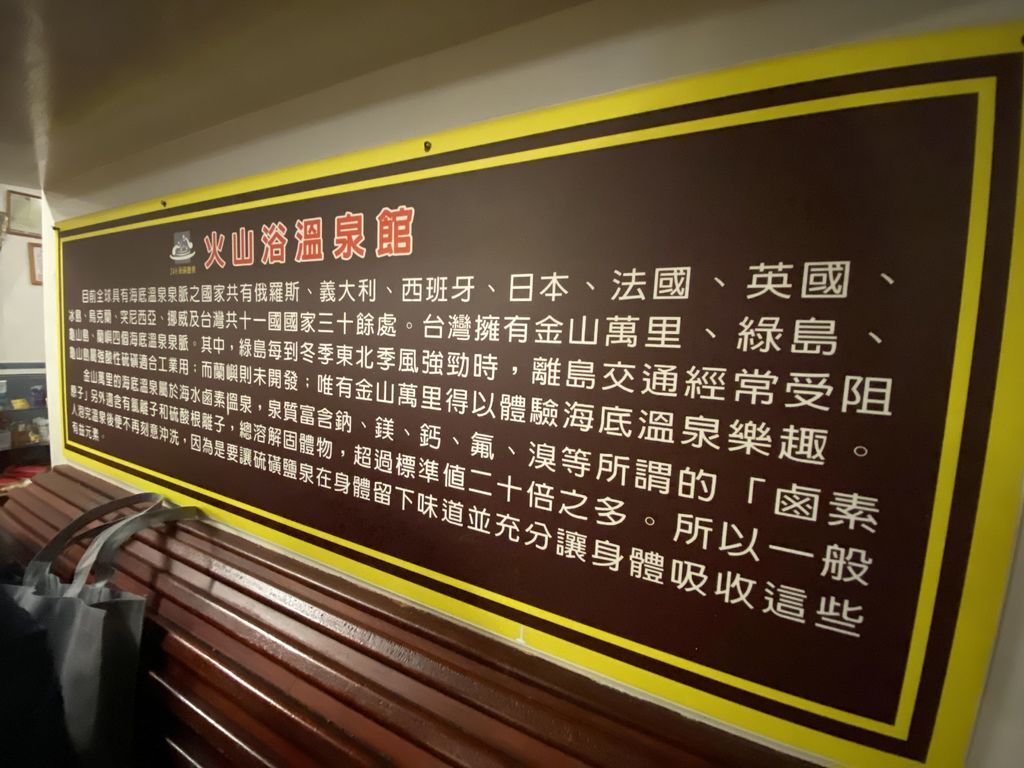 火山浴溫泉館
目前全球具有海底溫泉泉脈之國家共有俄羅斯、義大利、西班牙、日本、法國、英國、
冰島、烏克蘭、突尼西亞、挪威及台灣共十一國國家三十餘處。台灣擁有金山萬里、綠島、
龜山島、蘭嶼四個海底溫泉泉脈。其中，綠島每到冬季東北季風強勁時，離島交通經常受阻
龜山島屬強酸性硫磺適合工業用；而蘭嶼則未開發；唯有金山萬里得以體驗海底溫泉樂趣。
金山萬里的海底溫泉屬於海水鹵素溫泉，泉質富含鈉、鎂、鈣、氟、溴等所謂的「鹵素
泰子」另外還含有氯離子和硫酸根離子，總溶解固體物，超過標準値二十倍之多。所以一般
人泡完溫泉後便不再刻意沖洗，因為是要讓硫磺鹽泉在身體留下味道並充分讓身體吸收這些
有益元素。